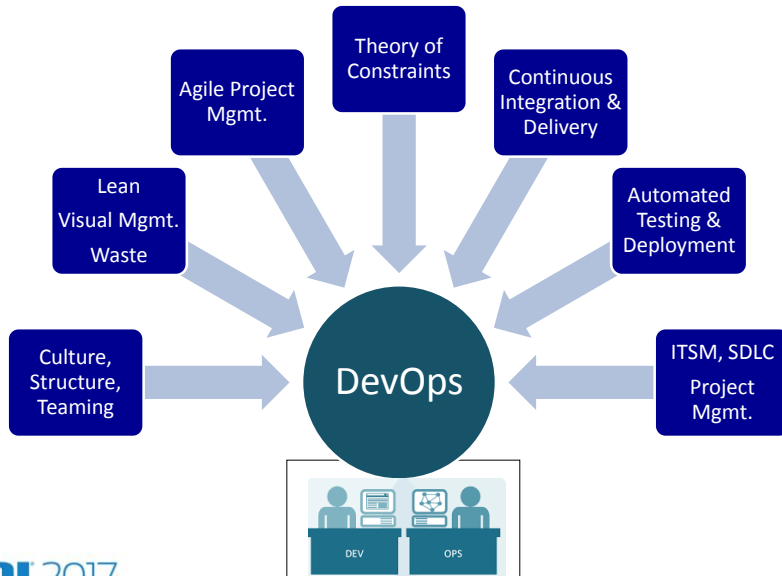 Theory of
Constraints
Agile Project
Mgmt.
Continuous
Integration &
Delivery
Lean
Visual Mgmt.
Waste
Automated
Testing &
Deployment
Culture,
Structure,
Teaming
DevOps
ITSM, SDLC
Project
Mgmt.
DEV
OPS
2017